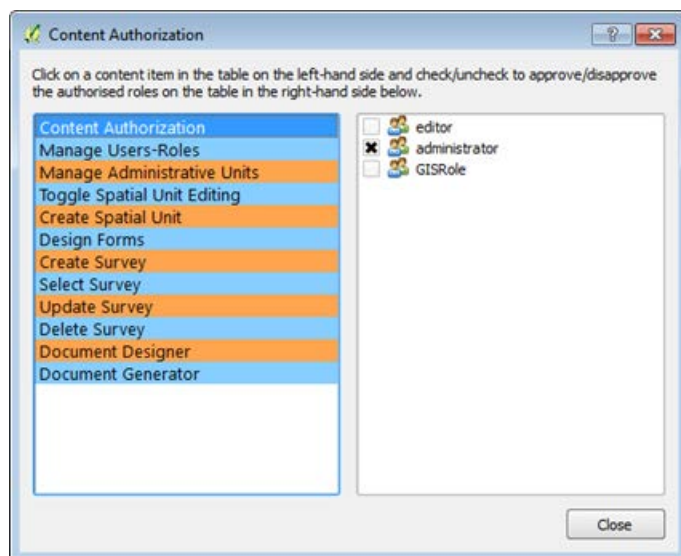 Content Authorization
Click on a content item in the table on the left-hand side and check/uncheck to approve/disapprove
the authorised roles on the table in the right-hand side below.
Content Authorization
Manage Users-Roles
Manage Administrative Units
Toggle Spatial Unit Editing
Create Spatial Unit
Design Forms
Create Survey
Select Survey
Update Survey
Delete Survey
Document Designer
Document Generator
editor
administrator
GISRole
Close